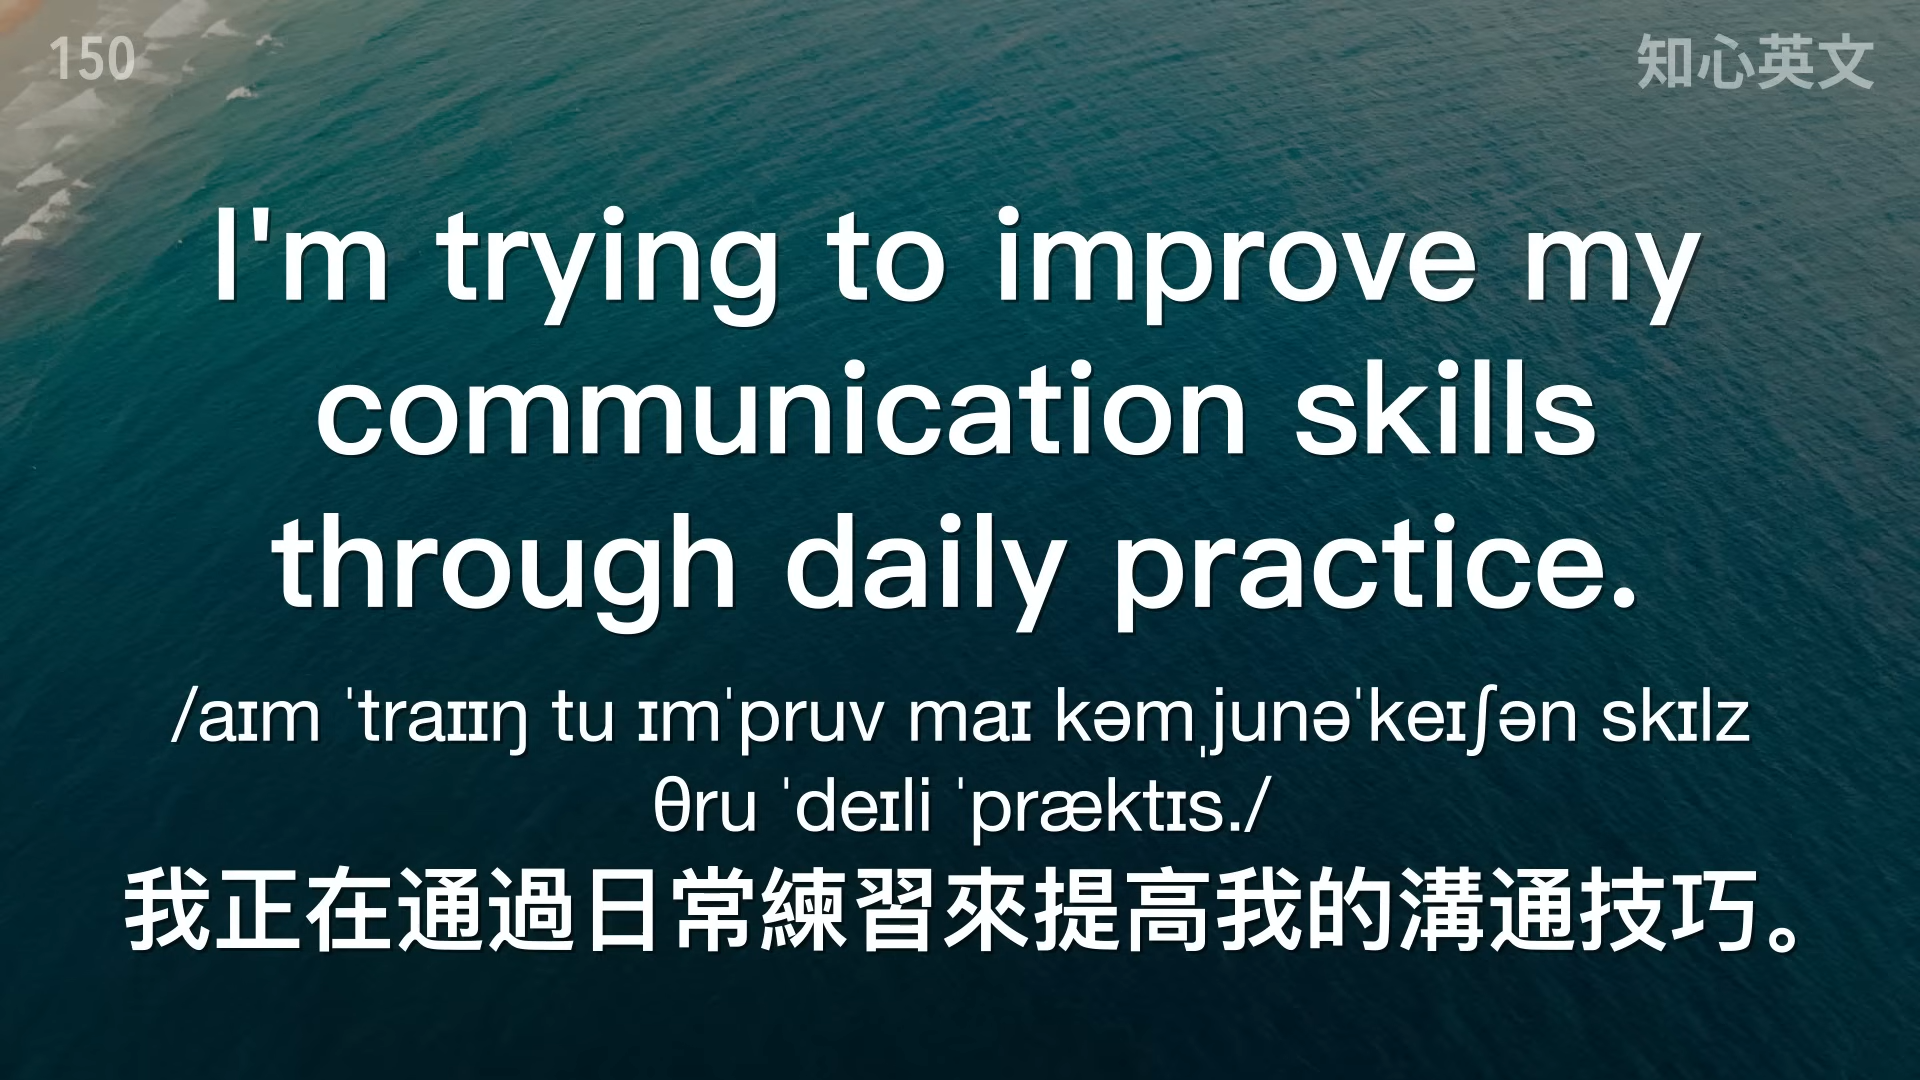 150
知心英文
I'm trying to improve my
communication skills
through daily practice.
/aɪm ˈtraɪɪŋ tu ɪmˈpruv maɪ kəmˌjunəˈkeɪʃən skɪlz
θru ˈdeɪli ˈpræktɪs./
我正在通過日常練習來提高我的溝通技巧。